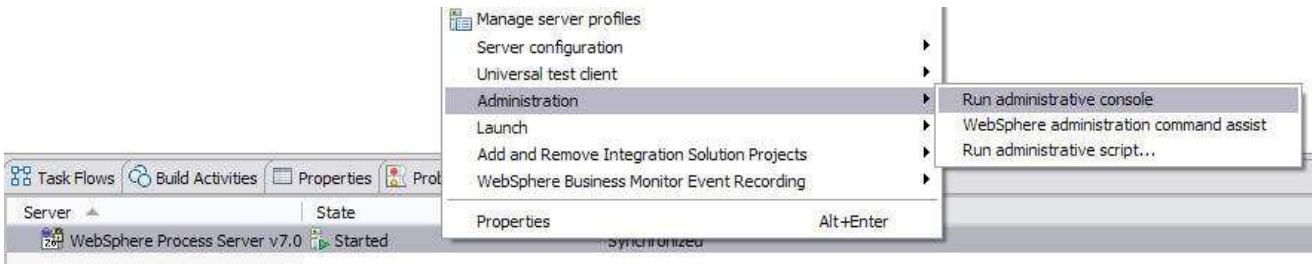 Manage server profiles
Server configuration
Universal test client
Administration
Run administrative console
Launch
WebSphere administration command assist
Add and Remove Integration Solution Projects
Run administrative script...
WebSphere Business Monitor Event Recording
Properties Alt+Enter
Task Flows Build Activities Properties
Server State
WebSphere Process Server v7.0 Started Synchronized